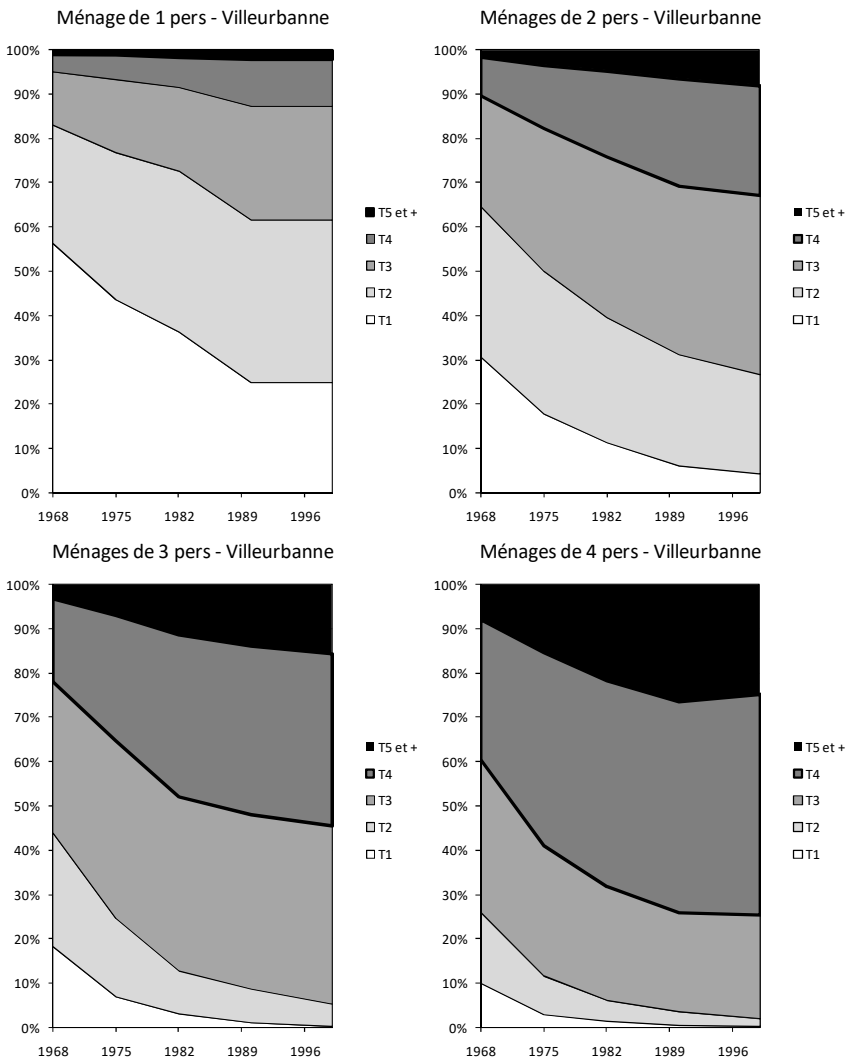 Ménage de 1 pers - Villeurbanne
100%
90%
80%
70%
60%
50%
40%
30%
20%
10%
0%
1968 1975 1982 1989 1996
T5 et +
T4
T3
T2
T1
Ménages de 2 pers - Villeurbanne
100%
90%
80%
70%
60%
50%
40%
30%
20%
10%
0%
1968 1975 1982 1989 1996
T5 et +
T4
T3
T2
T1
Ménages de 3 pers - Villeurbanne
100%
90%
80%
70%
60%
50%
40%
30%
20%
10%
0%
1968 1975 1982 1989 1996
T5 et +
T4
T3
T2
T1
Ménages de 4 pers - Villeurbanne
100%
90%
80%
70%
60%
50%
40%
30%
20%
10%
0%
1968 1975 1982 1989 1996
T5 et +
T4
T3
T2
T1